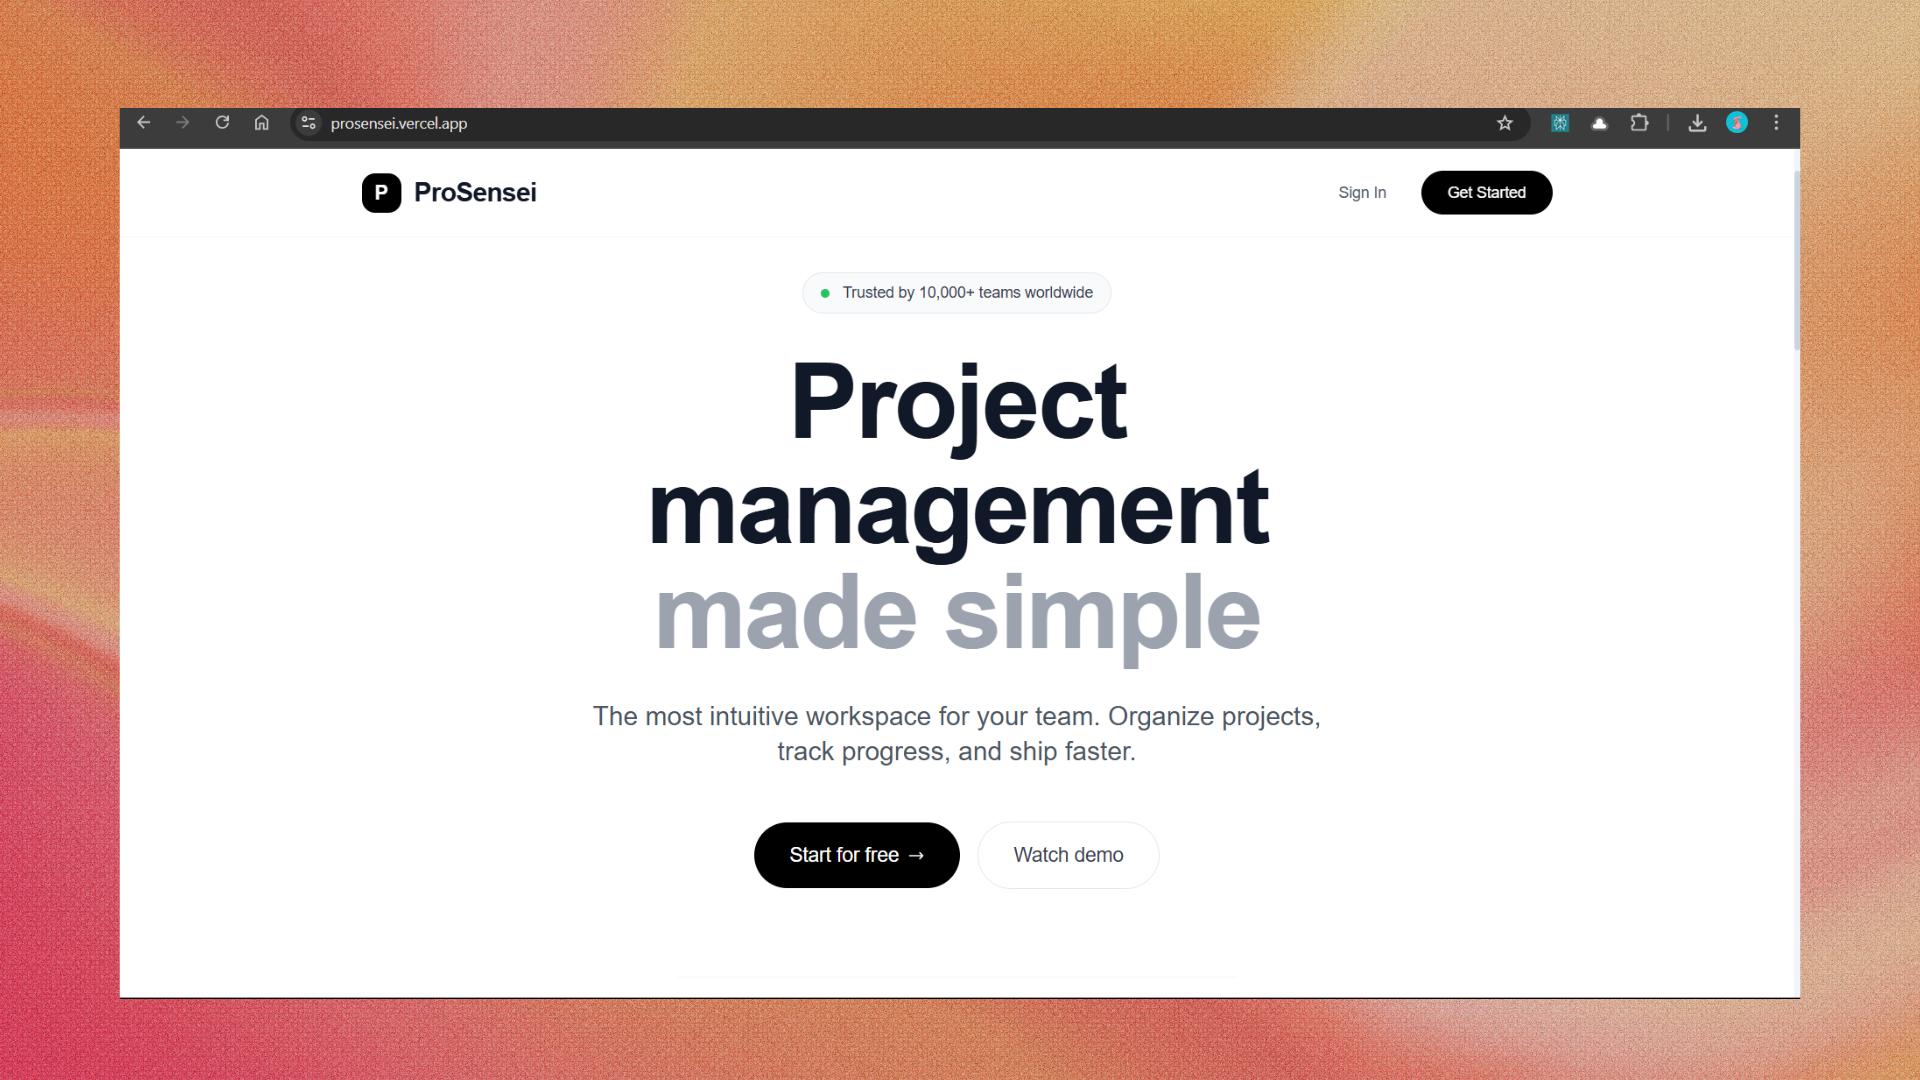 prosensei.vercel.app
P ProSensei
Sign In
Get Started
Trusted by 10,000+ teams worldwide
Project
management
made simple
The most intuitive workspace for your team. Organize projects,
track progress, and ship faster.
Start for free →
Watch demo